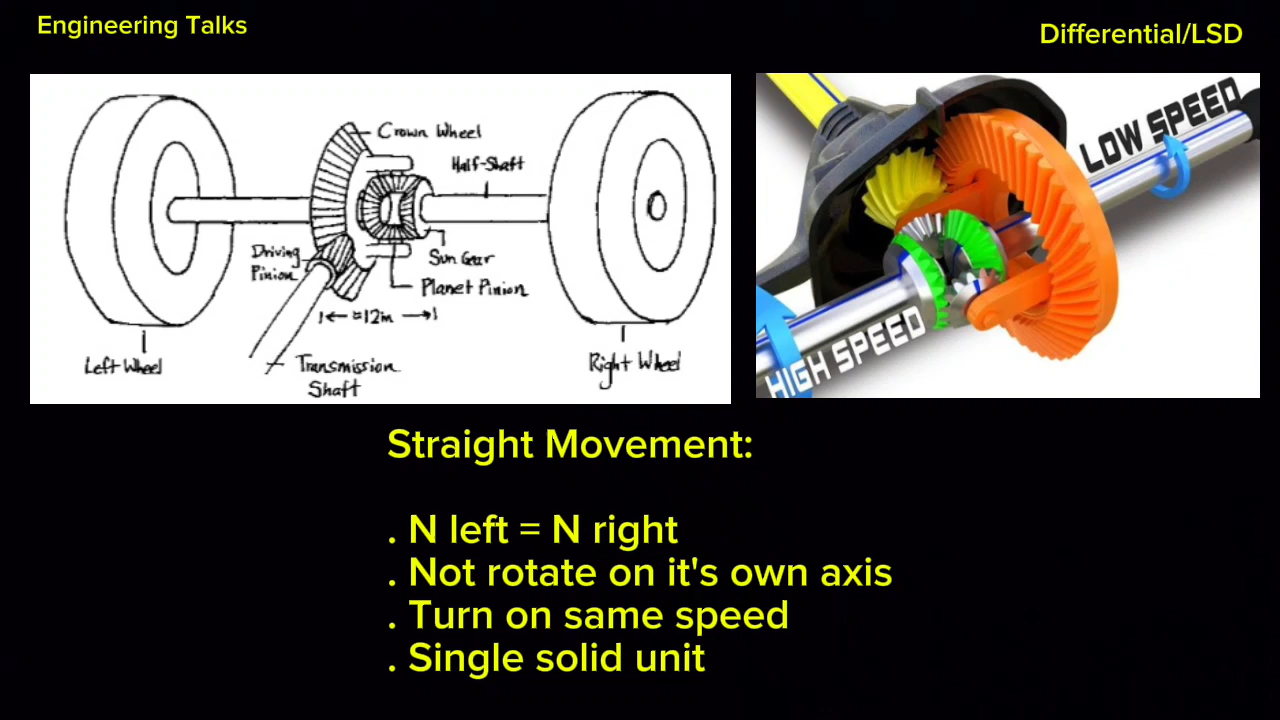 Engineering Talks
Differential/LSD
Crown Wheel
Half-Shaft
Driving
Pinion
Sun Gear
Planet Pinion
≈12m
Left Wheel
Transmission
Shaft
Right Wheel
LOW SPEED
HIGH SPEED
Straight Movement:
. N left = N right
. Not rotate on it's own axis
. Turn on same speed
. Single solid unit